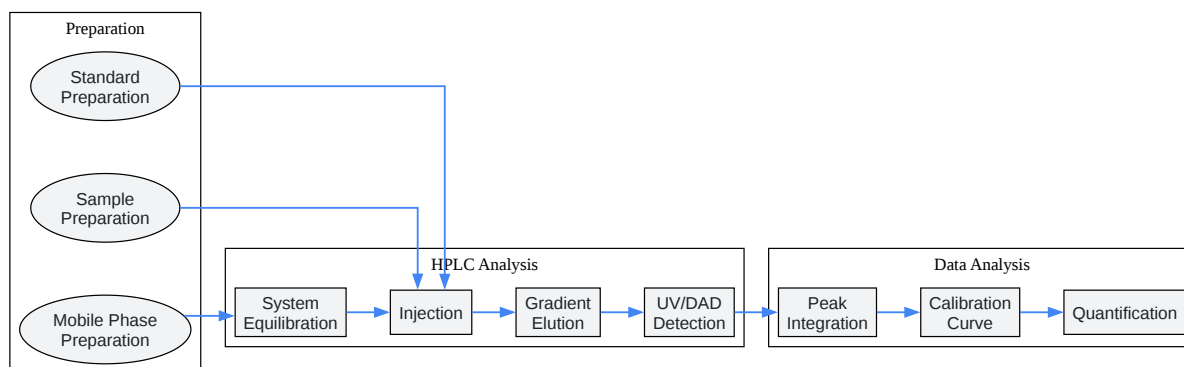 Preparation
Standard
Preparation
Sample
Preparation
Mobile Phase
Preparation
HPLC Analysis
System
Equilibration
Injection
Gradient
Elution
UV/DAD
Detection
Data Analysis
Peak
Integration
Calibration
Curve
Quantification